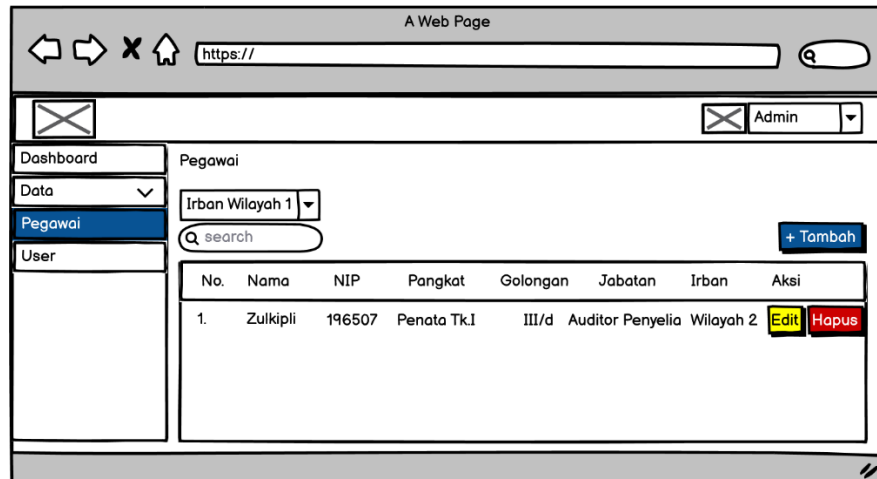 A Web Page
https://
Admin
Dashboard
Data
Pegawai
User
Pegawai
Irban Wilayah 1
search
+ Tambah
No. Nama NIP Pangkat Golongan Jabatan Irban Aksi
1. Zulkipli 196507 Penata Tk.I III/d Auditor Penyelia Wilayah 2 Edit Hapus